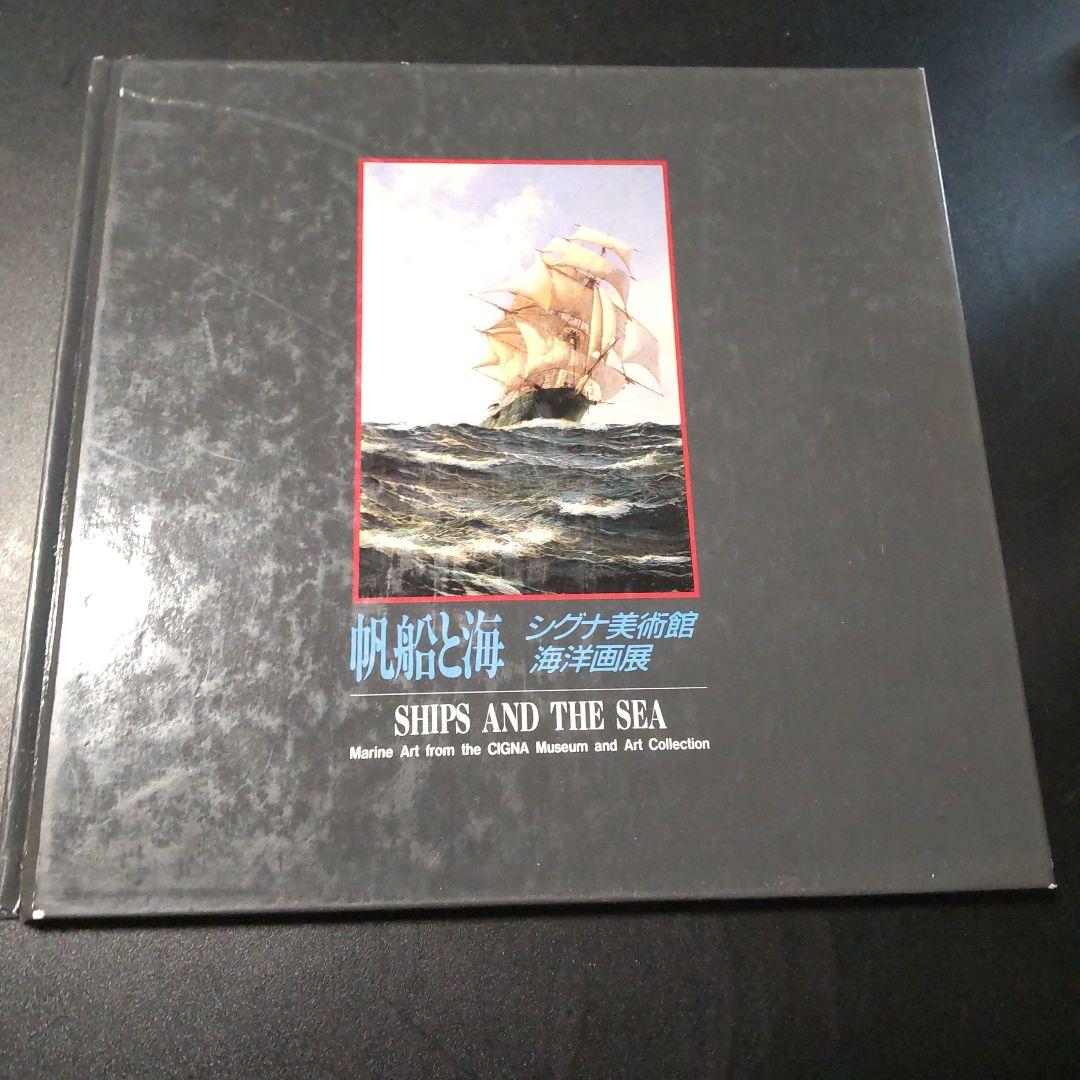 帆船と海
シグナ美術館
海洋画展
SHIPS AND THE SEA
Marine Art from the CIGNA Museum and Art Collection